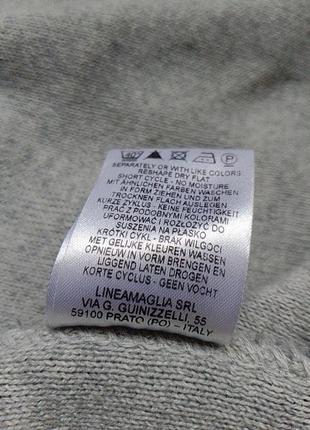 40° P
SEPARATELY OR WITH LIKE COLORS
RESHAPE DRY FLAT
SHORT CYCLE - NO MOISTURE
MIT ÄHNLICHEN FARBEN WASCHEN
IN FORM ZIEHEN UND ZUM
TROCKNEN FLACH AUSLEGEN
KURZE ZYKLUS - KEINE FEUCHTIGKEIT
PRAĆ Z PODOBNYMI KOLORAMI
UFORMOWAĆ I ROZŁOŻYĆ DO
SUSZENIA NA PŁASKO
KRÓTKI CYKL - BRAK WILGOCI
MET GELIJKE KLEUREN WASSEN
OPNIEUW IN VORM BRENGEN EN
LIGGEND LATEN DROGEN
KORTE CYCLUS - GEEN VOCHT
LINEAMAGLIA SRL
VIA G. GUINIZZELLI, 55
59100 PRATO (PO) - ITALY